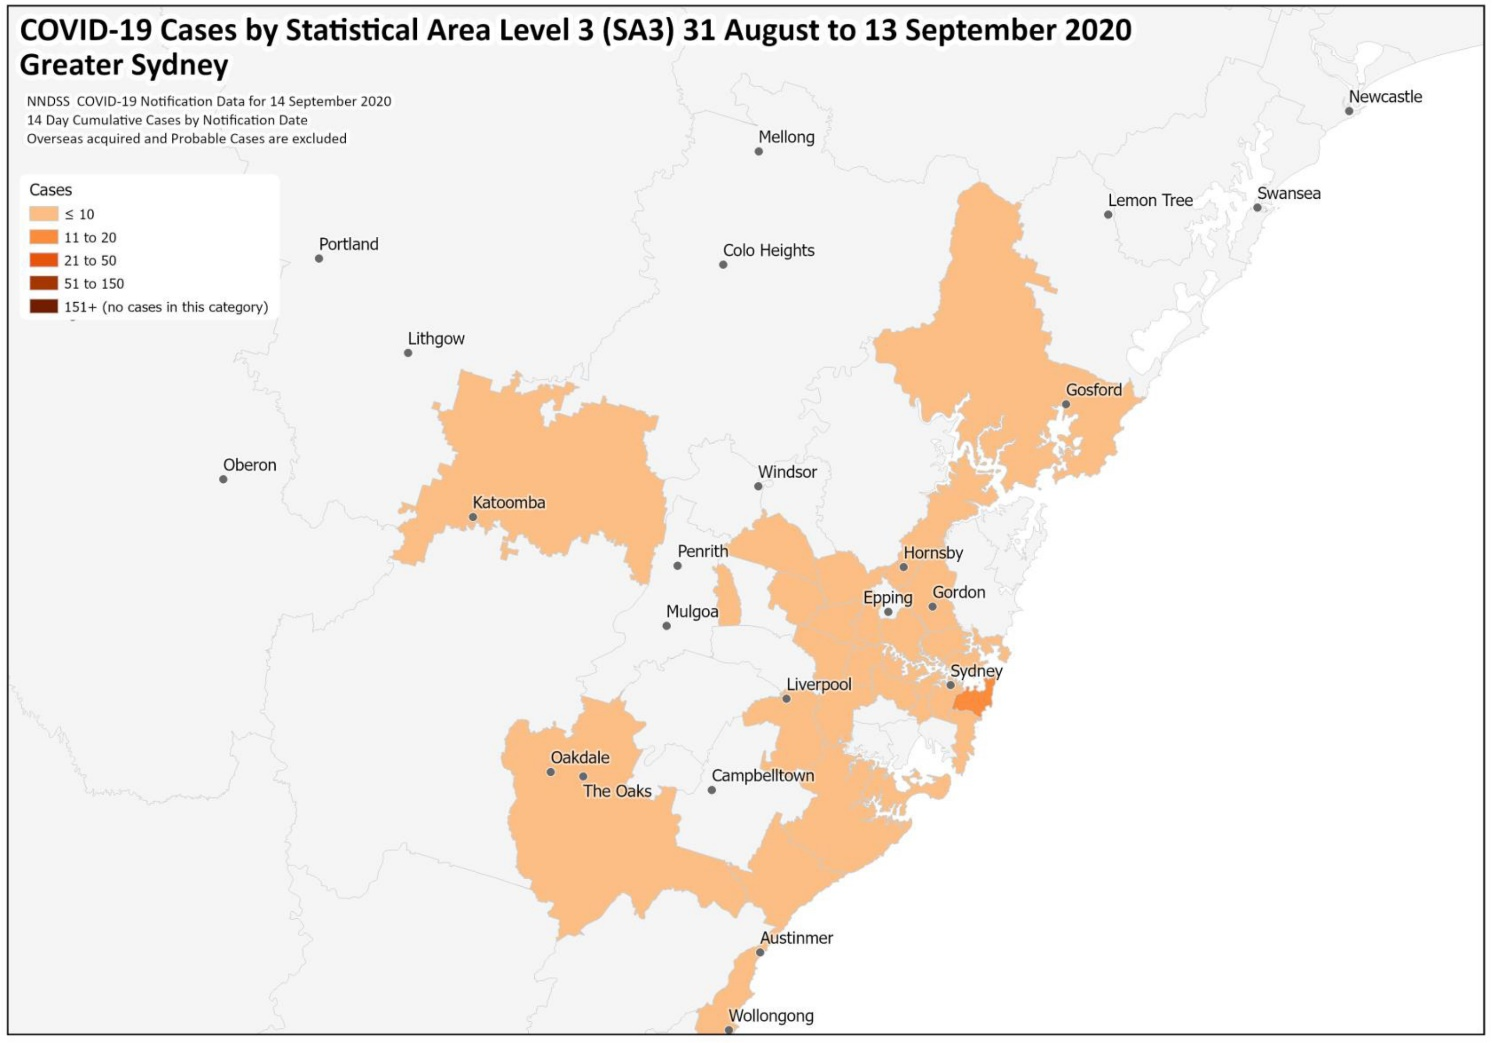 COVID-19 Cases by Statistical Area Level 3 (SA3) 31 August to 13 September 2020
Greater Sydney
NNDSS COVID-19 Notification Data for 14 September 2020
14 Day Cumulative Cases by Notification Date
Overseas acquired and Probable Cases are excluded
Cases
≤ 10
11 to 20
21 to 50
51 to 150
151+ (no cases in this category)
Newcastle
Mellong
Swansea
Lemon Tree
Portland
Colo Heights
Lithgow
Gosford
Oberon
Windsor
Katoomba
Penrith
Hornsby
Gordon
Epping
Mulgoa
Sydney
Liverpool
Oakdale
Campbelltown
The Oaks
Austinmer
Wollongong